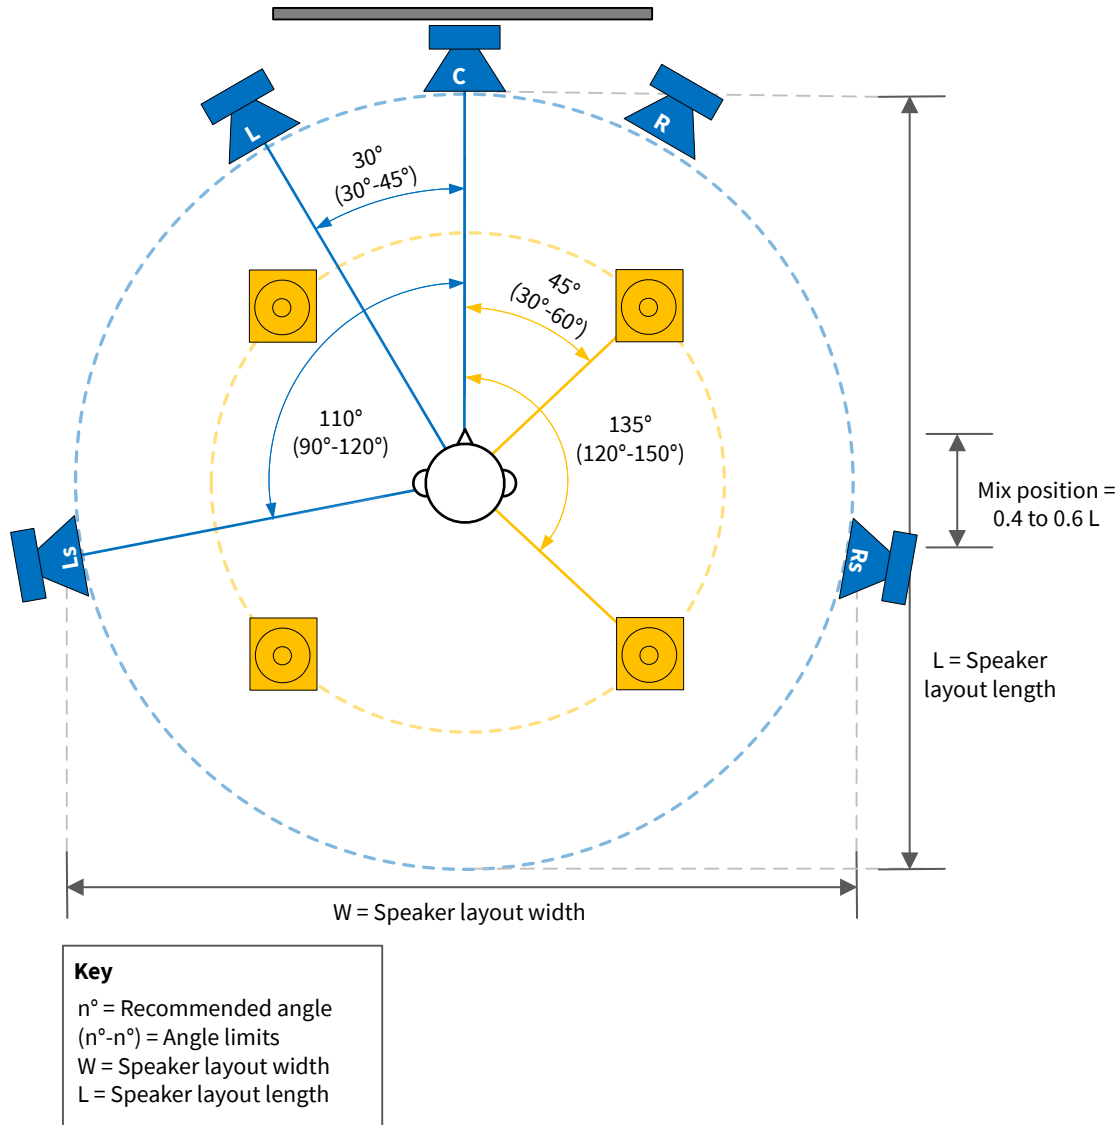 C
L
R
30°
(30°-45°)
45°
(30°-60°)
110°
(90°-120°)
135°
(120°-150°)
Mix position =
0.4 to 0.6 L
Ls
Rs
L = Speaker
layout length
W = Speaker layout width
Key
n° = Recommended angle
(n°-n°) = Angle limits
W = Speaker layout width
L = Speaker layout length